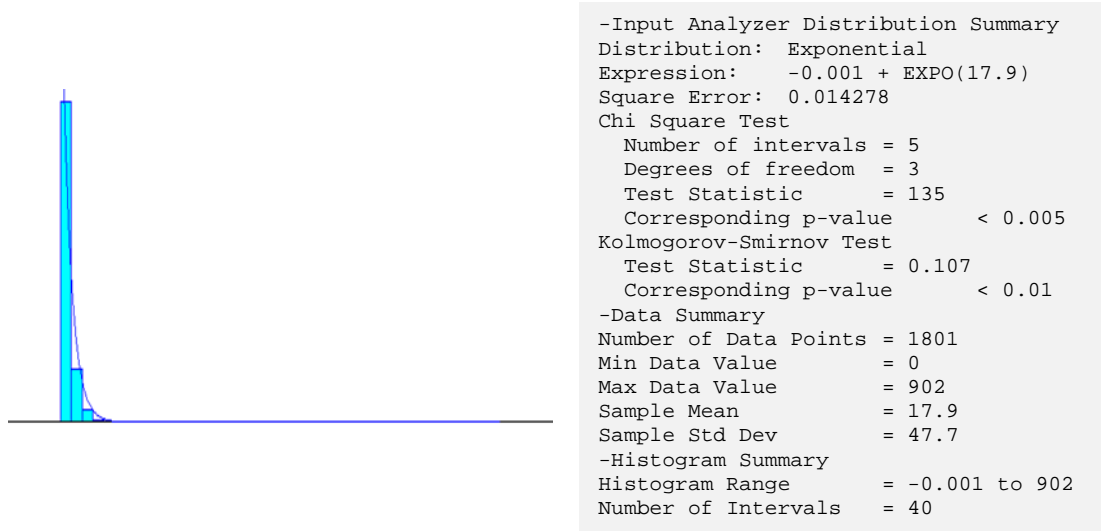 -Input Analyzer Distribution Summary
Distribution:  Exponential
Expression:    -0.001 + EXPO(17.9)
Square Error:  0.014278
Chi Square Test
  Number of intervals = 5
  Degrees of freedom  = 3
  Test Statistic      = 135
  Corresponding p-value      < 0.005
Kolmogorov-Smirnov Test
  Test Statistic      = 0.107
  Corresponding p-value      < 0.01
-Data Summary
Number of Data Points = 1801
Min Data Value        = 0
Max Data Value        = 902
Sample Mean           = 17.9
Sample Std Dev        = 47.7
-Histogram Summary
Histogram Range       = -0.001 to 902
Number of Intervals   = 40